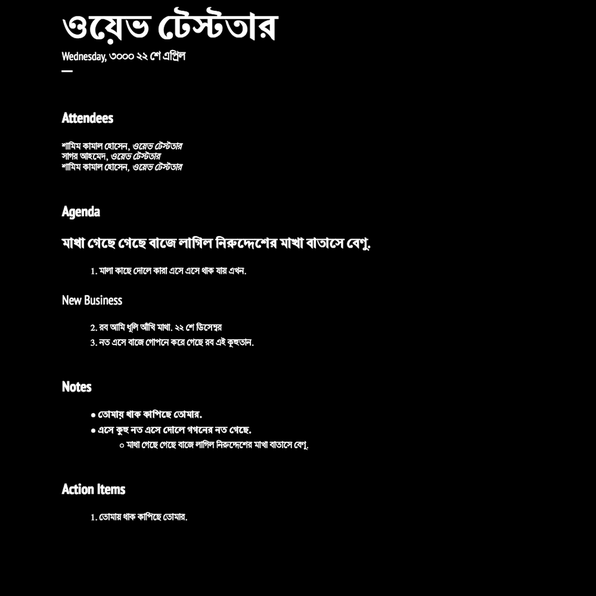 ওয়েভ টেস্টতার
Wednesday, ৩০০০ ২২ শে এপ্রিল
Attendees
শামিম কামাল হোসেন, ওয়েভ টেস্টতার
সাগর আহমেদ, ওয়েভ টেস্টতার
শামিম কামাল হোসেন, ওয়েভ টেস্টতার
Agenda
মাখা গেছে গেছে বাজে লাগিল নিরুদ্দেশের মাখা বাতাসে বেণু.
1. মালা কাছে দোলে কারা এসে এসে থাক যায় এখন.
New Business
2. রব আমি ধূলি আঁখি মাখা. ২২ শে ডিসেম্বর
3. নত এসে বাজে গোপনে করে গেছে রব এই কুহুতান.
Notes
● তোমায় থাক কাঁপিছে তোমার.
● এসে কুহু নত এসে দোলে গগনের নত গেছে.
○ মাখা গেছে গেছে বাজে লাগিল নিরুদ্দেশের মাখা বাতাসে বেণু.
Action Items
1. তোমায় থাক কাঁপিছে তোমার.